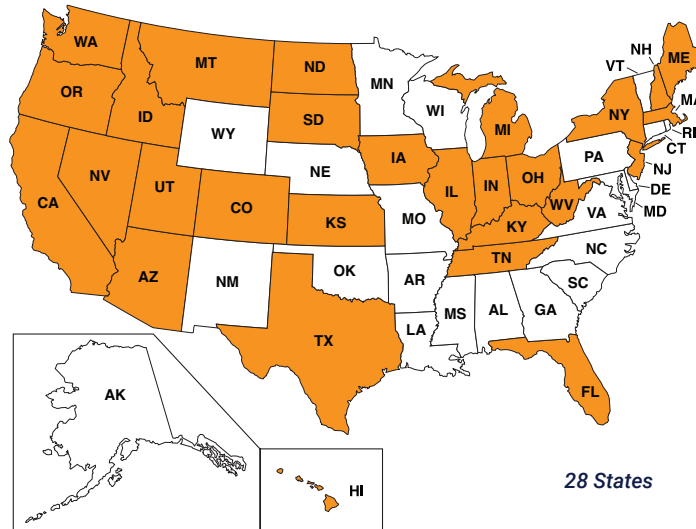 WA
MT
ND
MN
VT
NH
ME
OR
ID
WY
SD
WI
MI
NY
MA
RI
CT
NV
UT
CO
NE
IA
IL
IN
OH
PA
NJ
DE
MD
CA
KS
MO
KY
WV
VA
AZ
NM
OK
AR
TN
NC
SC
TX
LA
MS
AL
GA
FL
AK
HI
28 States